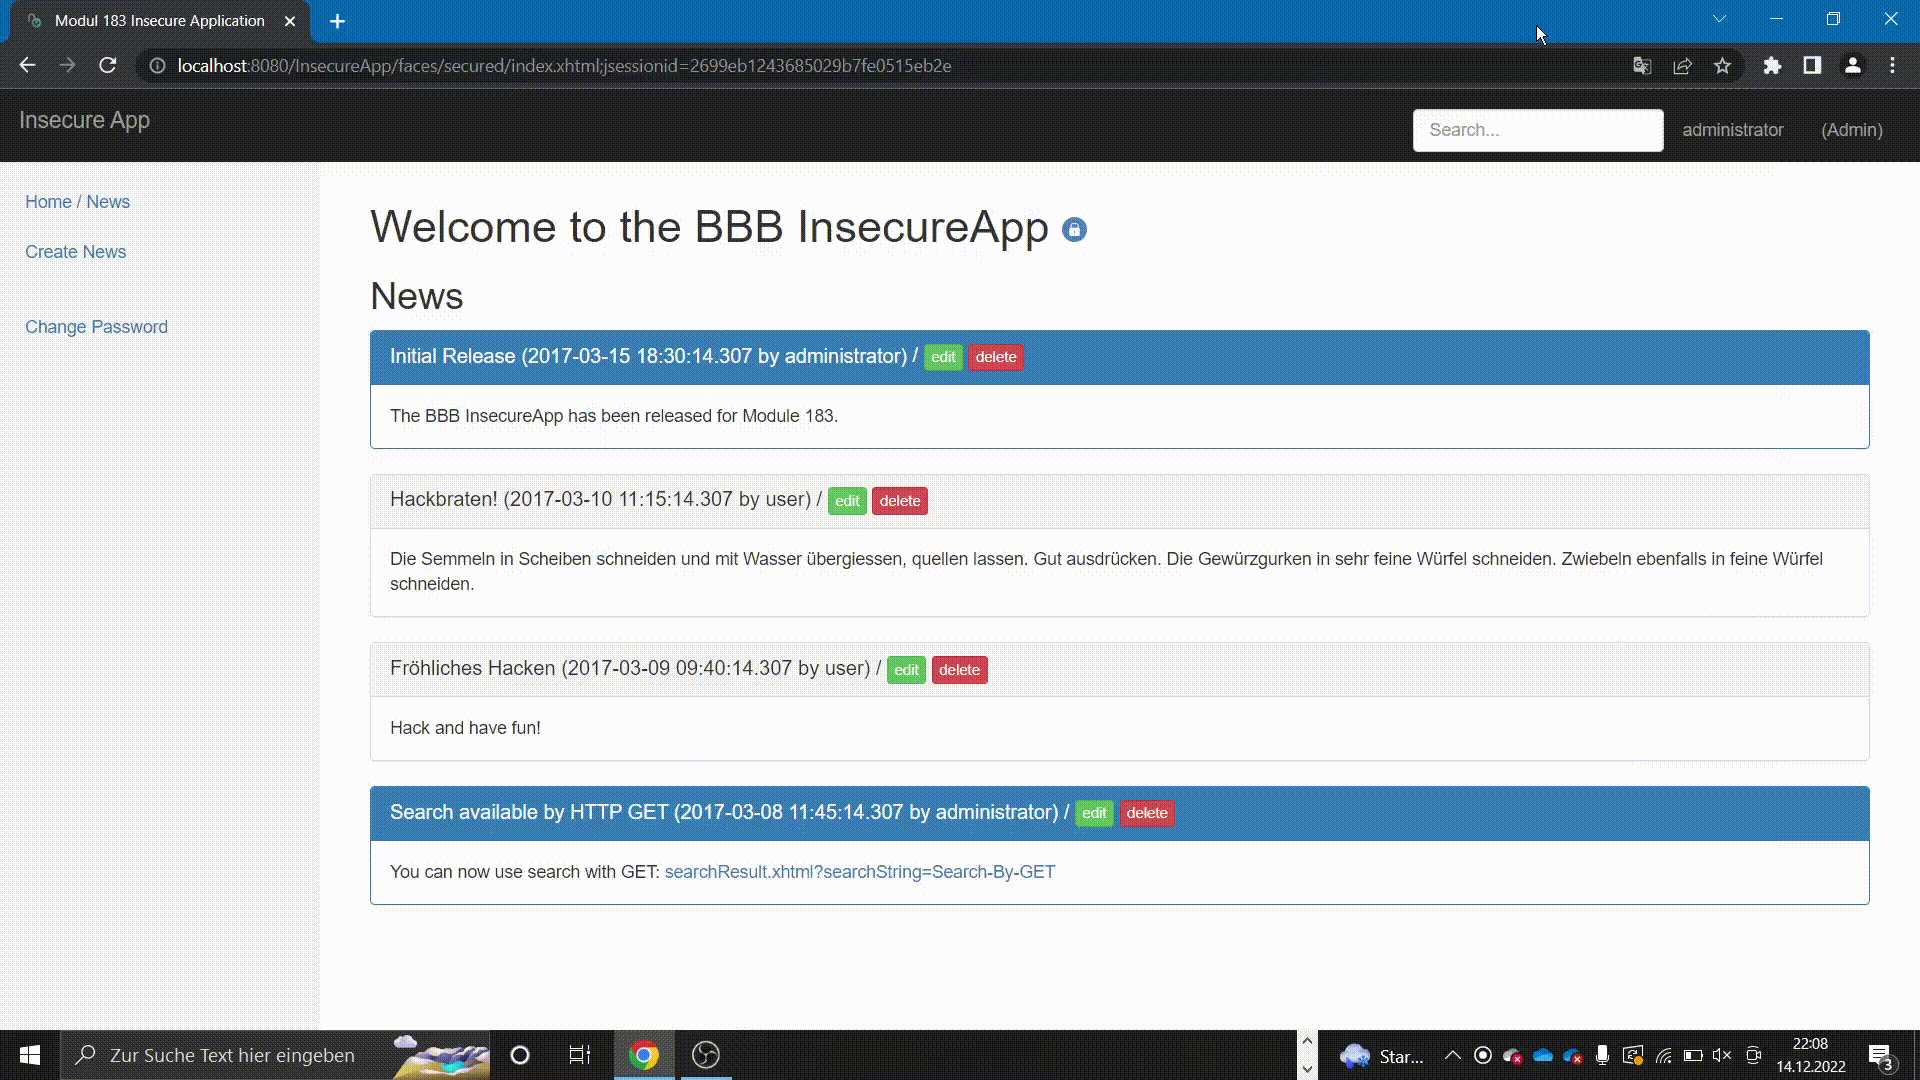 Modul 183 Insecure Application
localhost:8080/InsecureApp/faces/secured/index.xhtml;jsessionid=2699eb1243685029b7fe0515eb2e
Insecure App
Search...
administrator
(Admin)
Home / News
Create News
Change Password
Welcome to the BBB InsecureApp
News
Initial Release (2017-03-15 18:30:14.307 by administrator) / edit delete
The BBB InsecureApp has been released for Module 183.
Hackbraten! (2017-03-10 11:15:14.307 by user) / edit delete
Die Semmeln in Scheiben schneiden und mit Wasser übergiessen, quellen lassen. Gut ausdrücken. Die Gewürzgurken in sehr feine Würfel schneiden. Zwiebeln ebenfalls in feine Würfel
schneiden.
Fröhliches Hacken (2017-03-09 09:40:14.307 by user) / edit delete
Hack and have fun!
Search available by HTTP GET (2017-03-08 11:45:14.307 by administrator) / edit delete
You can now use search with GET: searchResult.xhtml?searchString=Search-By-GET
Zur Suche Text hier eingeben
Star...
22:08
14.12.2022
3